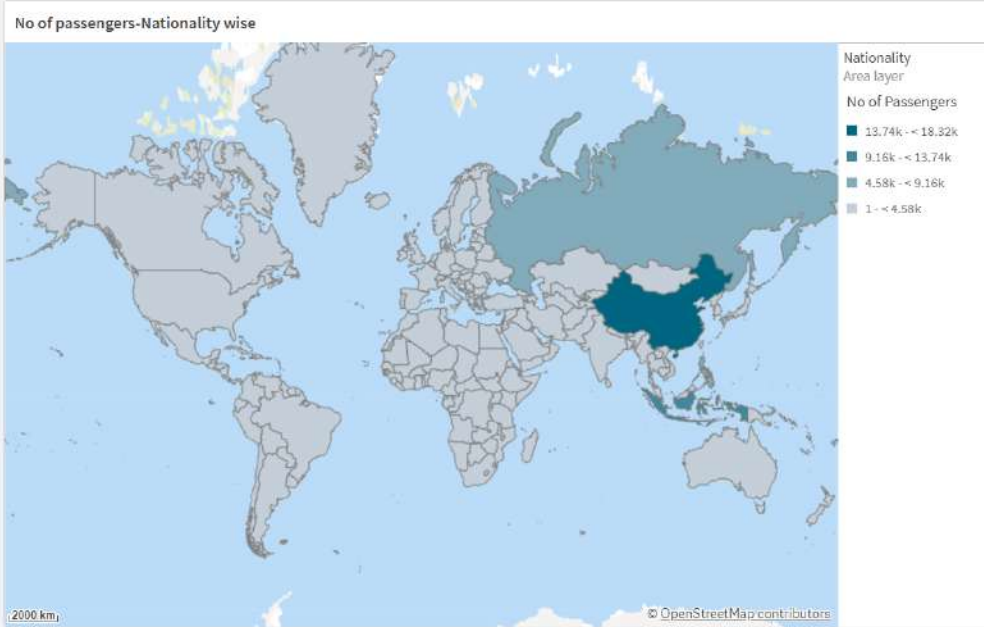 No of passengers-Nationality wise
Nationality
Area layer
No of Passengers
13.74k - < 18.32k
9.16k - < 13.74k
4.58k - < 9.16k
1 - < 4.58k
2000 km
© OpenStreetMap contributors